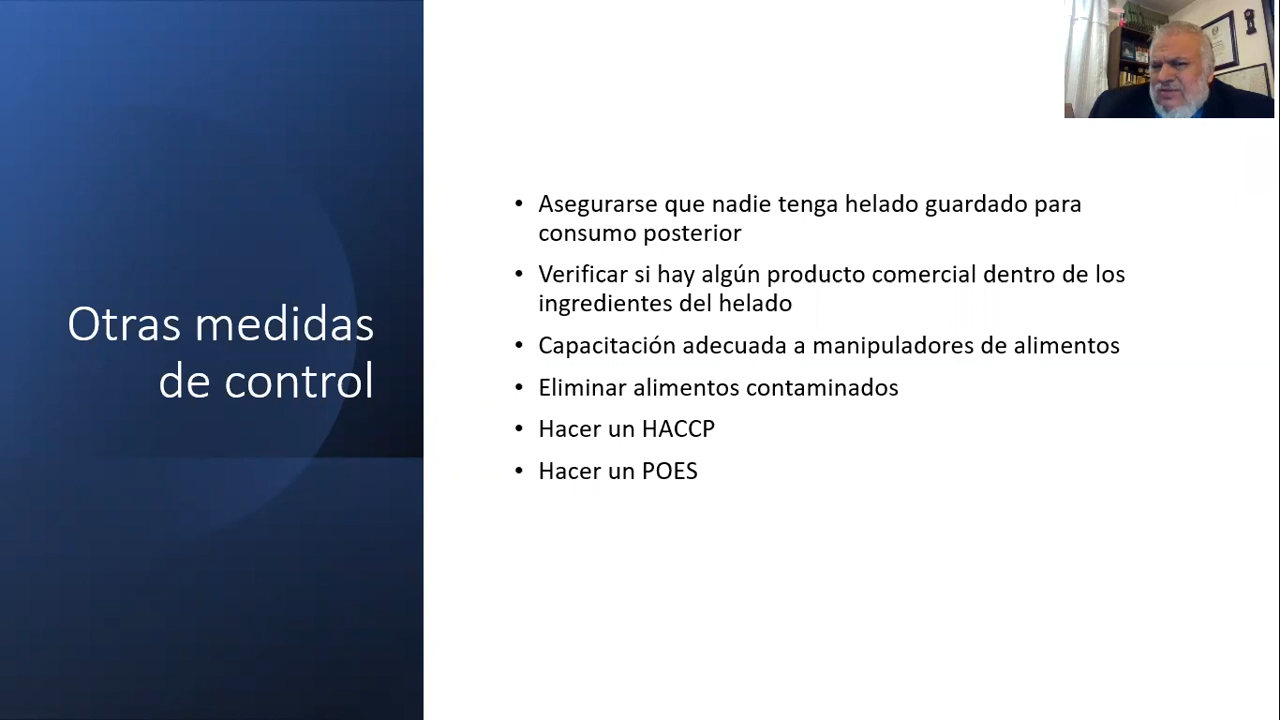 Otras medidas
de control
• Asegurarse que nadie tenga helado guardado para
consumo posterior
• Verificar si hay algún producto comercial dentro de los
ingredientes del helado
• Capacitación adecuada a manipuladores de alimentos
• Eliminar alimentos contaminados
• Hacer un HACCP
• Hacer un POES